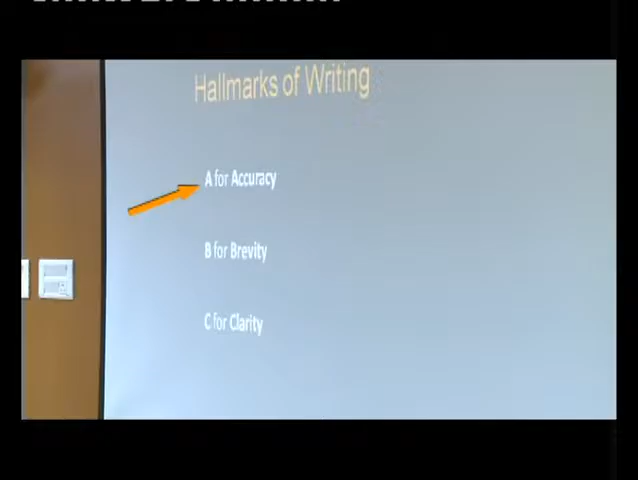 Hallmarks of Writing
A for Accuracy
B for Brevity
C for Clarity